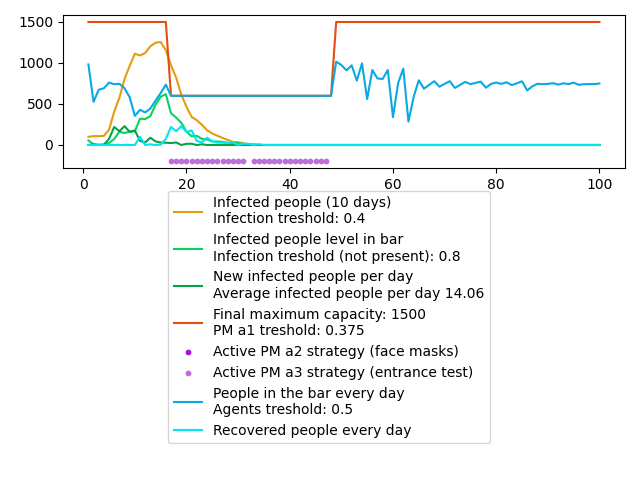 1500
1000
500
0
0
20
40
60
80
100
Infected people (10 days)
Infection treshold: 0.4
Infected people level in bar
Infection treshold (not present): 0.8
New infected people per day
Average infected people per day 14.06
Final maximum capacity: 1500
PM a1 treshold: 0.375
Active PM a2 strategy (face masks)
Active PM a3 strategy (entrance test)
People in the bar every day
Agents treshold: 0.5
Recovered people every day